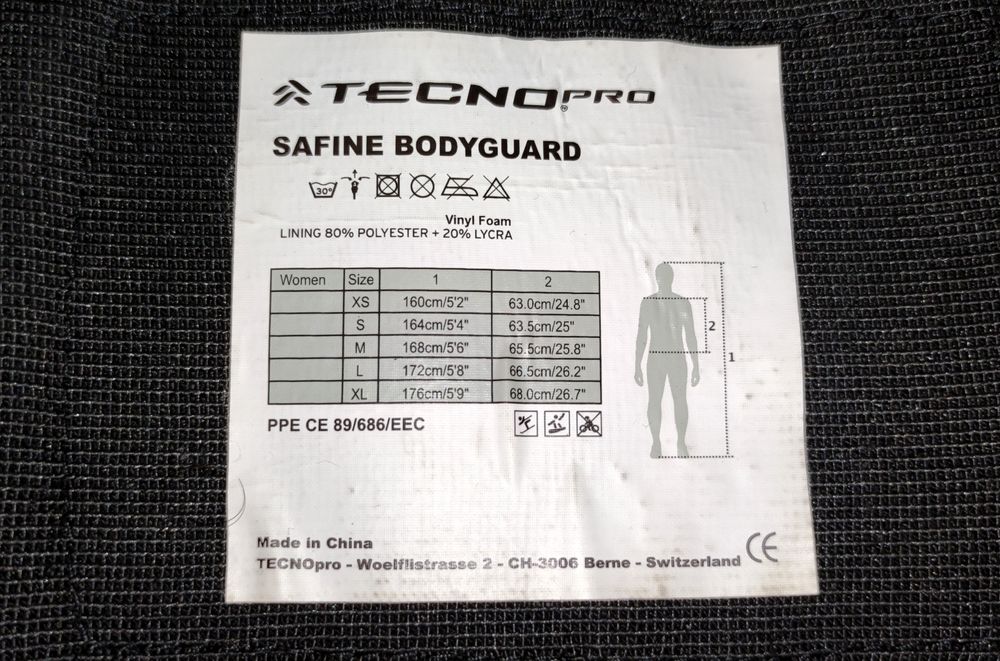 TECNOPRO®
SAFINE BODYGUARD
30°
Vinyl Foam
LINING 80% POLYESTER + 20% LYCRA
Women Size 1 2
XS 160cm/5'2" 63.0cm/24.8"
S 164cm/5'4" 63.5cm/25"
M 168cm/5'6" 65.5cm/25.8"
L 172cm/5'8" 66.5cm/26.2"
XL 176cm/5'9" 68.0cm/26.7"
2
1
PPE CE 89/686/EEC
Made in China
TECNOpro - Woelflistrasse 2 - CH-3006 Berne - Switzerland CE